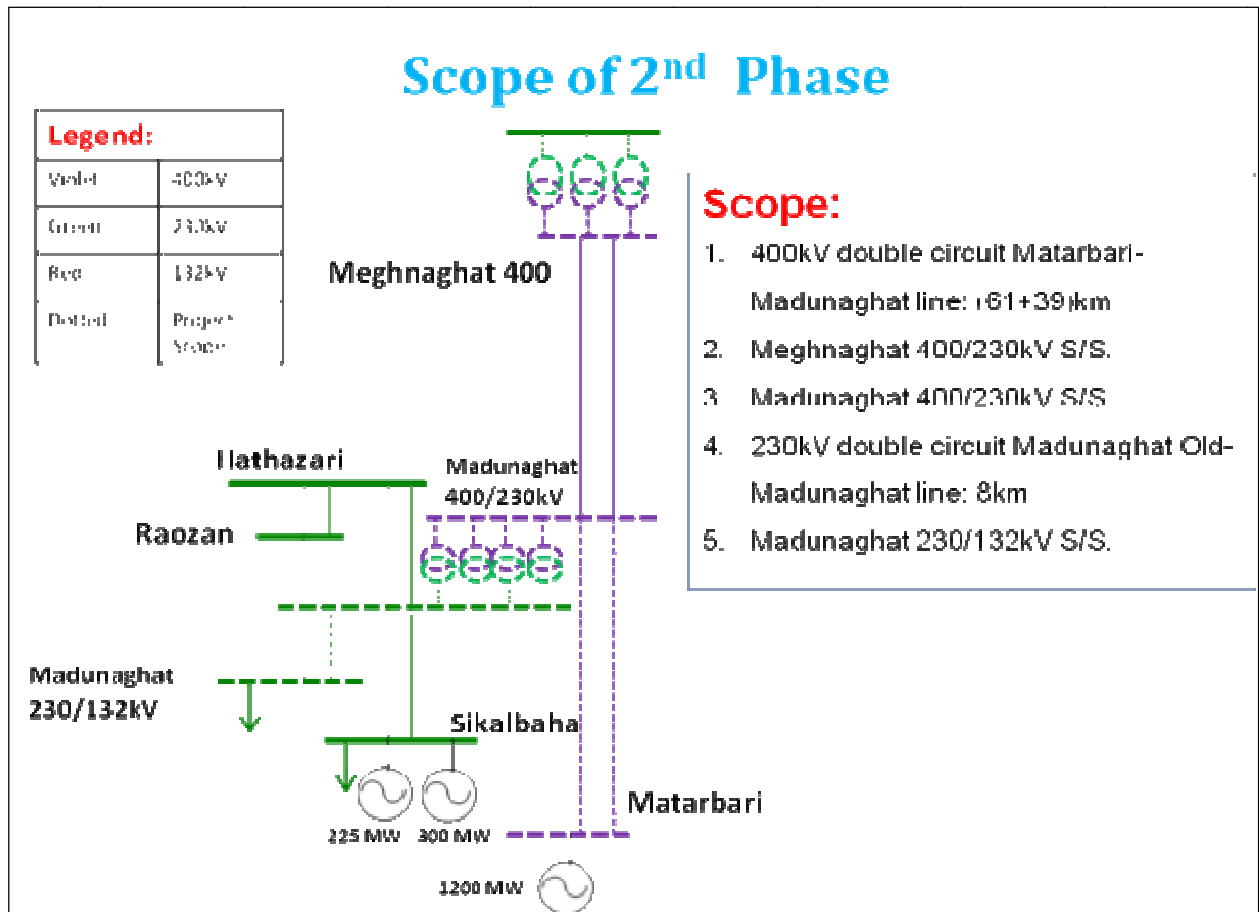 Scope of 2nd Phase
Legend:
Violet 400kV
Green 230kV
Red 132kV
Dotted Project
Scope
Meghnaghat 400
Scope:
1. 400kV double circuit Matarbari-
Madunaghat line: (61+39)km
2. Meghnaghat 400/230kV S/S.
3. Madunaghat 400/230kV S/S
4. 230kV double circuit Madunaghat Old-
Madunaghat line: 8km
5. Madunaghat 230/132kV S/S.
Hathazari
Raozan
Madunaghat
400/230kV
Madunaghat
230/132kV
Sikalbaha
225 MW 300 MW
Matarbari
1200 MW